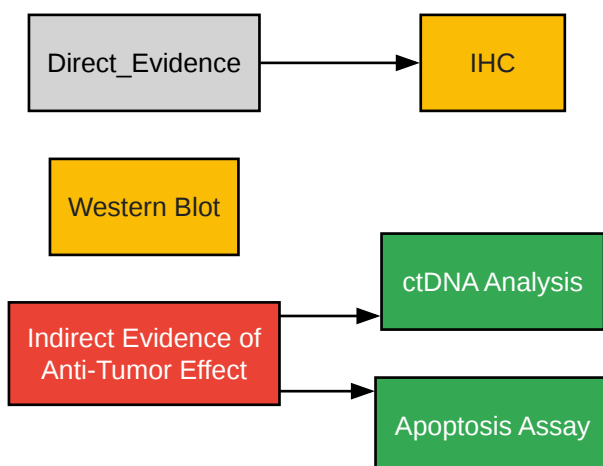 Direct_Evidence
IHC
Western Blot
ctDNA Analysis
Indirect Evidence of
Anti-Tumor Effect
Apoptosis Assay